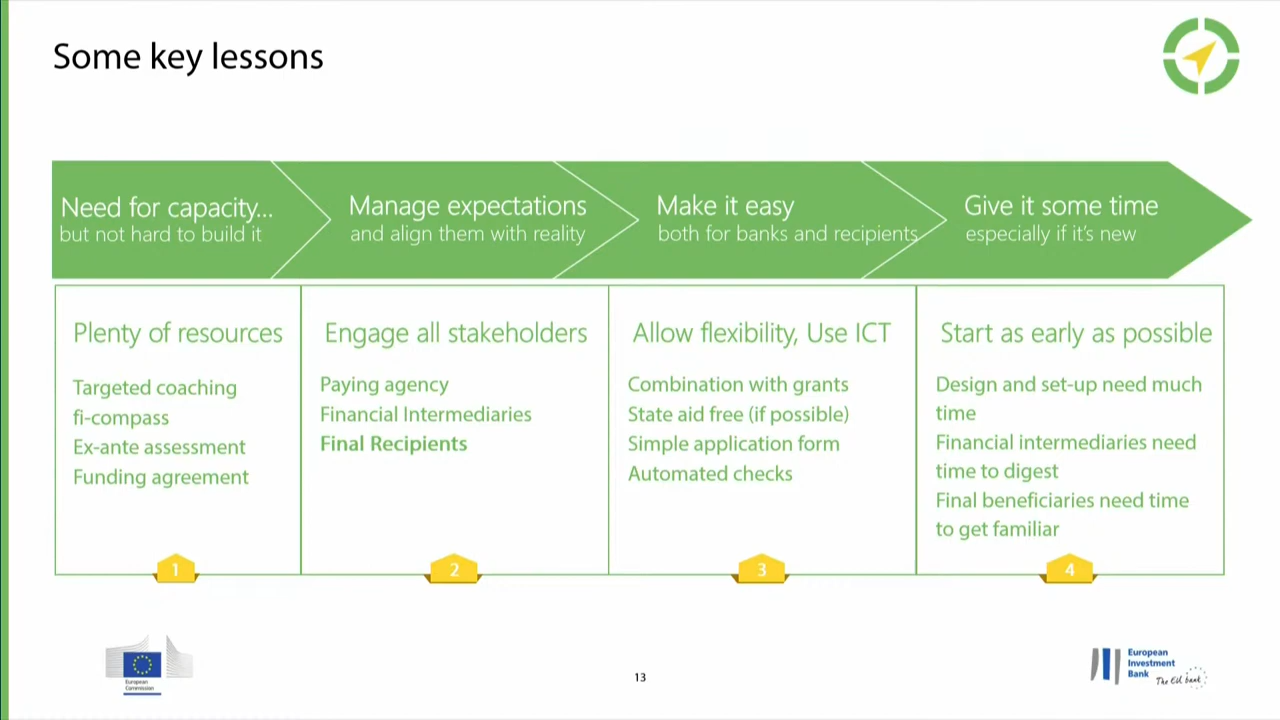 Some key lessons
Need for capacity...
but not hard to build it
Manage expectations
and align them with reality
Make it easy
both for banks and recipients
Give it some time
especially if it's new
Plenty of resources
Targeted coaching
fi-compass
Ex-ante assessment
Funding agreement
1
Engage all stakeholders
Paying agency
Financial Intermediaries
Final Recipients
2
Allow flexibility, Use ICT
Combination with grants
State aid free (if possible)
Simple application form
Automated checks
3
Start as early as possible
Design and set-up need much
time
Financial intermediaries need
time to digest
Final beneficiaries need time
to get familiar
4
European
Commission
13
European
Investment
Bank
The EU bank